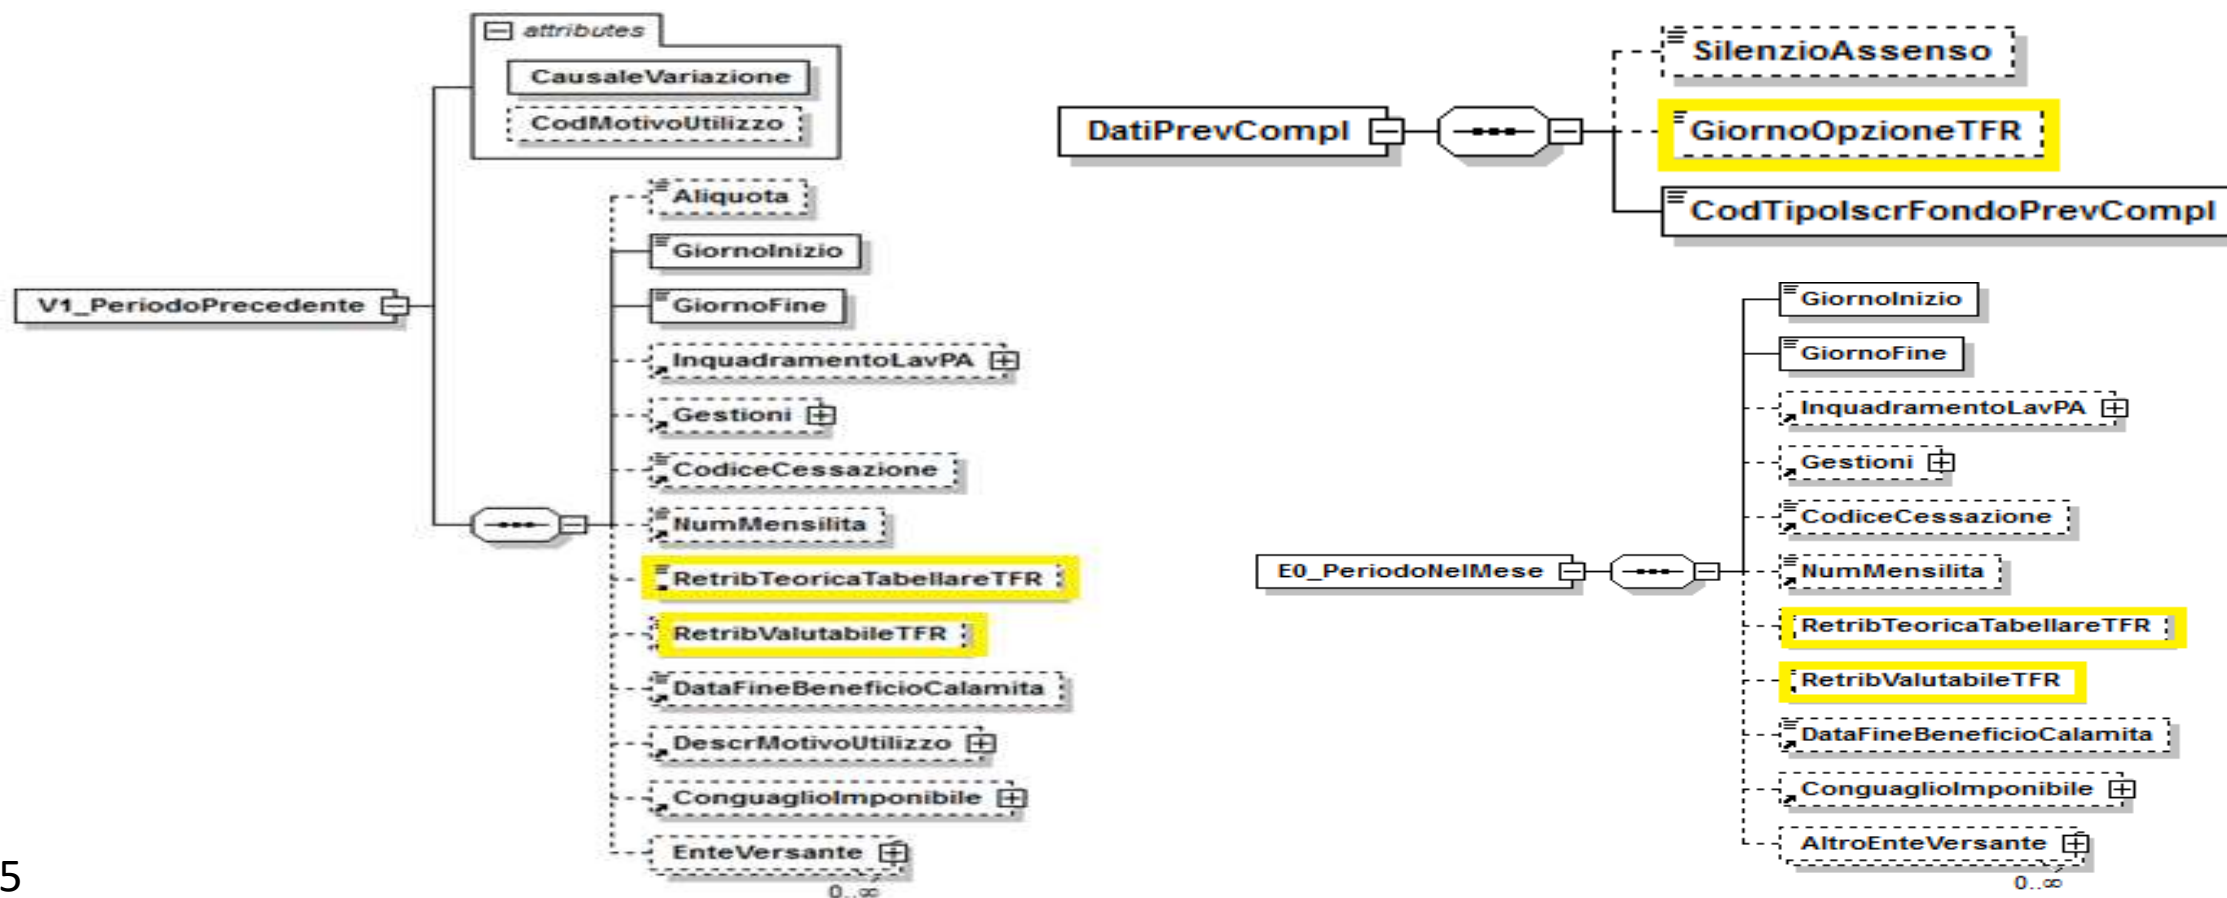 attributes
CausaleVariazione
CodMotivoUtilizzo
V1_PeriodoPrecedente
Aliquota
GiornoInizio
GiornoFine
InquadramentoLavPA
Gestioni
CodiceCessazione
NumMensilita
RetribTeoricaTabellareTFR
RetribValutabileTFR
DataFineBeneficioCalamita
DescrMotivoUtilizzo
ConguaglioImponibile
EnteVersante
0..∞
DatiPrevCompl
SilenzioAssenso
GiornoOpzioneTFR
CodTipoIscrFondoPrevCompl
E0_PeriodoNelMese
GiornoInizio
GiornoFine
InquadramentoLavPA
Gestioni
CodiceCessazione
NumMensilita
RetribTeoricaTabellareTFR
RetribValutabileTFR
DataFineBeneficioCalamita
ConguaglioImponibile
AltroEnteVersante
0..∞
5